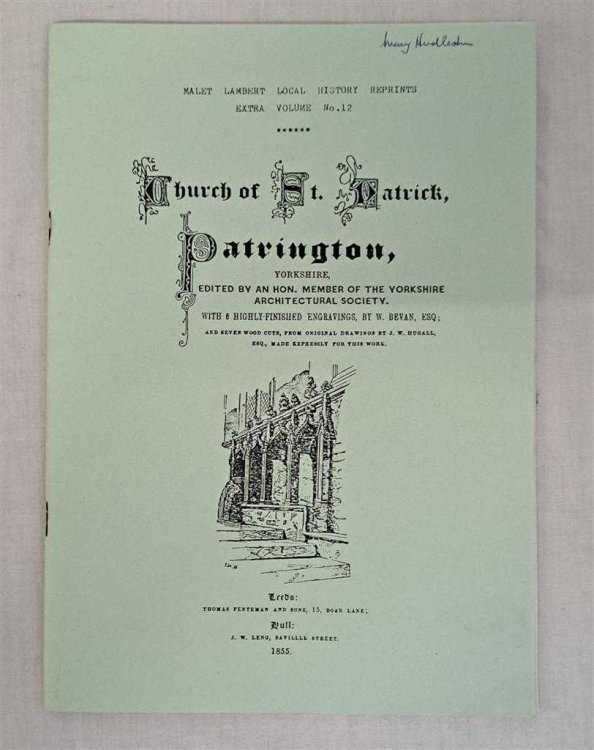 Mary Hudleston
MALET LAMBERT LOCAL HISTORY REPRINTS
EXTRA VOLUME No.12
******
Church of St. Patrick,
Patrington,
YORKSHIRE,
EDITED BY AN HON. MEMBER OF THE YORKSHIRE
ARCHITECTURAL SOCIETY.
WITH 6 HIGHLY-FINISHED ENGRAVINGS, BY W. BEVAN, ESQ;
AND SEVEN WOOD CUTS, FROM ORIGINAL DRAWINGS BY J. W. HUGALL,
ESQ., MADE EXPRESSLY FOR THIS WORK.
Leeds:
THOMAS FENTEMAN AND SONS, 15, BOAR LANE;
Hull:
J. W. LENG, SAVILLE STREET.
1855.